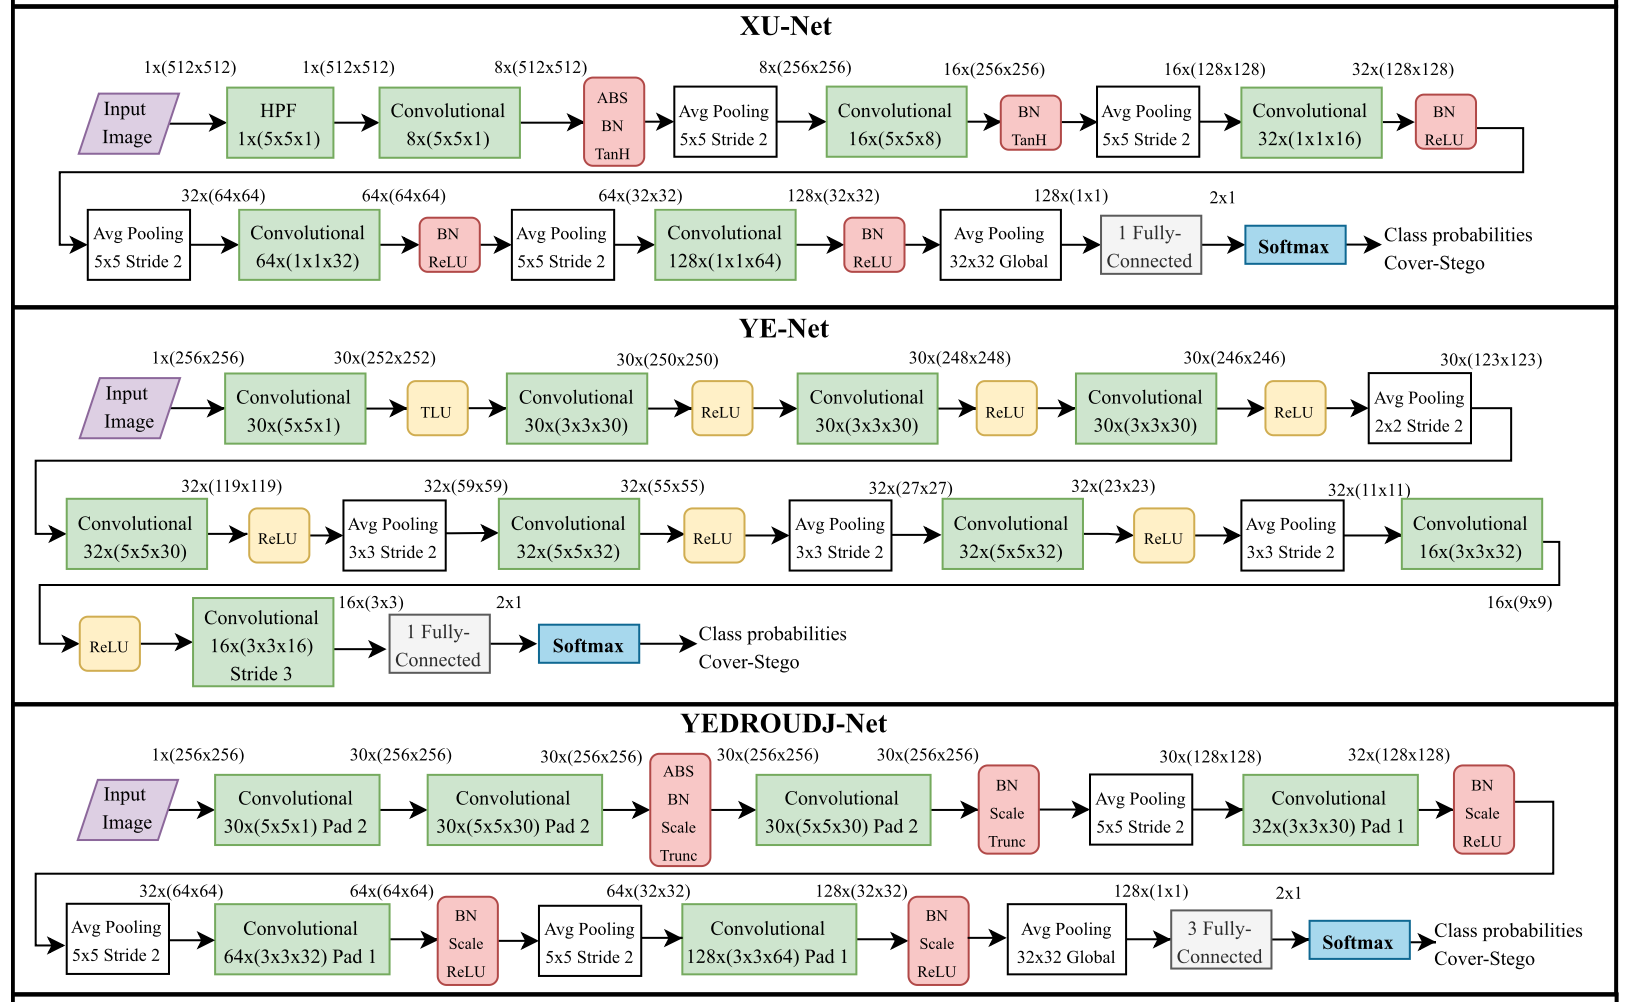 XU-Net
1x(512x512)
1x(512x512)
8x(512x512)
8x(256x256)
16x(256x256)
16x(128x128)
32x(128x128)
Input
Image
HPF
1x(5x5x1)
Convolutional
8x(5x5x1)
ABS
BN
TanH
Avg Pooling
5x5 Stride 2
Convolutional
16x(5x5x8)
BN
TanH
Avg Pooling
5x5 Stride 2
Convolutional
32x(1x1x16)
BN
ReLU
32x(64x64)
64x(64x64)
64x(32x32)
128x(32x32)
128x(1x1)
2x1
Avg Pooling
5x5 Stride 2
Convolutional
64x(1x1x32)
BN
ReLU
Avg Pooling
5x5 Stride 2
Convolutional
128x(1x1x64)
BN
ReLU
Avg Pooling
32x32 Global
1 Fully-
Connected
Softmax
Class probabilities
Cover-Stego
YE-Net
1x(256x256)
30x(252x252)
30x(250x250)
30x(248x248)
30x(246x246)
30x(123x123)
Input
Image
Convolutional
30x(5x5x1)
TLU
Convolutional
30x(3x3x30)
ReLU
Convolutional
30x(3x3x30)
ReLU
Convolutional
30x(3x3x30)
ReLU
Avg Pooling
2x2 Stride 2
32x(119x119)
32x(59x59)
32x(55x55)
32x(27x27)
32x(23x23)
32x(11x11)
Convolutional
32x(5x5x30)
ReLU
Avg Pooling
3x3 Stride 2
Convolutional
32x(5x5x32)
ReLU
Avg Pooling
3x3 Stride 2
Convolutional
32x(5x5x32)
ReLU
Avg Pooling
3x3 Stride 2
Convolutional
16x(3x3x32)
16x(9x9)
ReLU
Convolutional
16x(3x3x16)
Stride 3
16x(3x3)
1 Fully-
Connected
2x1
Softmax
Class probabilities
Cover-Stego
YEDROUDJ-Net
1x(256x256)
30x(256x256)
30x(256x256)
30x(256x256)
30x(256x256)
30x(128x128)
32x(128x128)
Input
Image
Convolutional
30x(5x5x1) Pad 2
Convolutional
30x(5x5x30) Pad 2
ABS
BN
Scale
Trunc
Convolutional
30x(5x5x30) Pad 2
BN
Scale
Trunc
Avg Pooling
5x5 Stride 2
Convolutional
32x(3x3x30) Pad 1
BN
Scale
ReLU
32x(64x64)
64x(64x64)
64x(32x32)
128x(32x32)
128x(1x1)
2x1
Avg Pooling
5x5 Stride 2
Convolutional
64x(3x3x32) Pad 1
BN
Scale
ReLU
Avg Pooling
5x5 Stride 2
Convolutional
128x(3x3x64) Pad 1
BN
Scale
ReLU
Avg Pooling
32x32 Global
3 Fully-
Connected
Softmax
Class probabilities
Cover-Stego